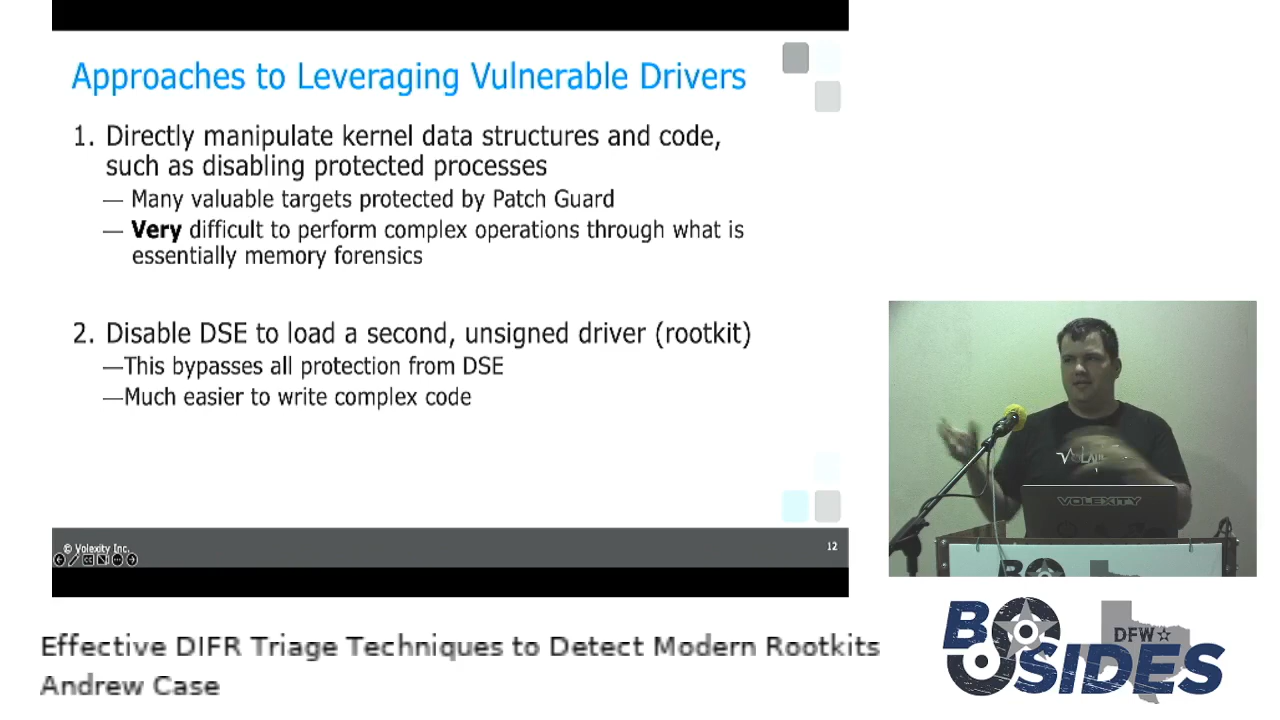 Approaches to Leveraging Vulnerable Drivers
1. Directly manipulate kernel data structures and code,
such as disabling protected processes
— Many valuable targets protected by Patch Guard
— Very difficult to perform complex operations through what is
essentially memory forensics
2. Disable DSE to load a second, unsigned driver (rootkit)
—This bypasses all protection from DSE
—Much easier to write complex code
© Volexity Inc.
12
VOLEXITY
Effective DIFR Triage Techniques to Detect Modern Rootkits
Andrew Case
BSIDES
DFW